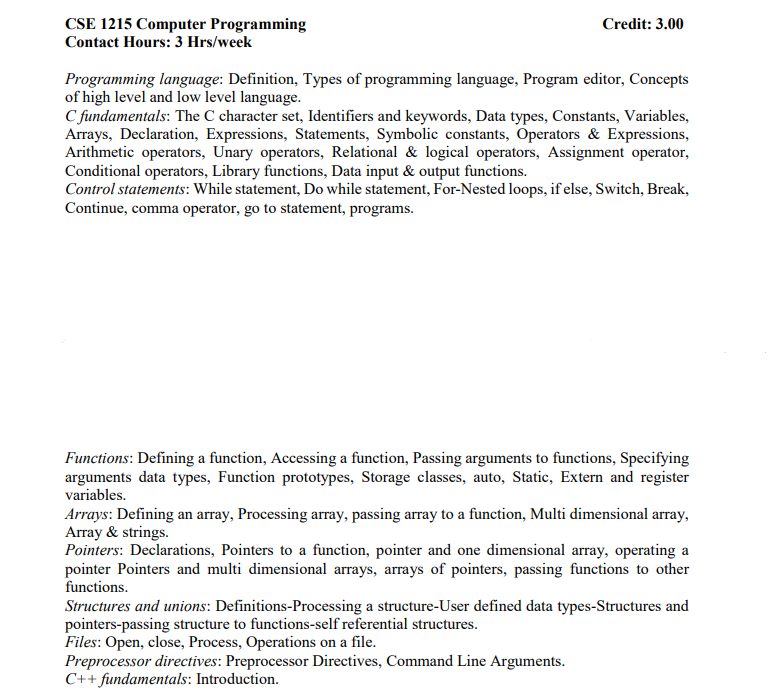 CSE 1215 Computer Programming Credit: 3.00
Contact Hours: 3 Hrs/week
Programming language: Definition, Types of programming language, Program editor, Concepts
of high level and low level language.
C fundamentals: The C character set, Identifiers and keywords, Data types, Constants, Variables,
Arrays, Declaration, Expressions, Statements, Symbolic constants, Operators & Expressions,
Arithmetic operators, Unary operators, Relational & logical operators, Assignment operator,
Conditional operators, Library functions, Data input & output functions.
Control statements: While statement, Do while statement, For-Nested loops, if else, Switch, Break,
Continue, comma operator, go to statement, programs.
Functions: Defining a function, Accessing a function, Passing arguments to functions, Specifying
arguments data types, Function prototypes, Storage classes, auto, Static, Extern and register
variables.
Arrays: Defining an array, Processing array, passing array to a function, Multi dimensional array,
Array & strings.
Pointers: Declarations, Pointers to a function, pointer and one dimensional array, operating a
pointer Pointers and multi dimensional arrays, arrays of pointers, passing functions to other
functions.
Structures and unions: Definitions-Processing a structure-User defined data types-Structures and
pointers-passing structure to functions-self referential structures.
Files: Open, close, Process, Operations on a file.
Preprocessor directives: Preprocessor Directives, Command Line Arguments.
C++ fundamentals: Introduction.